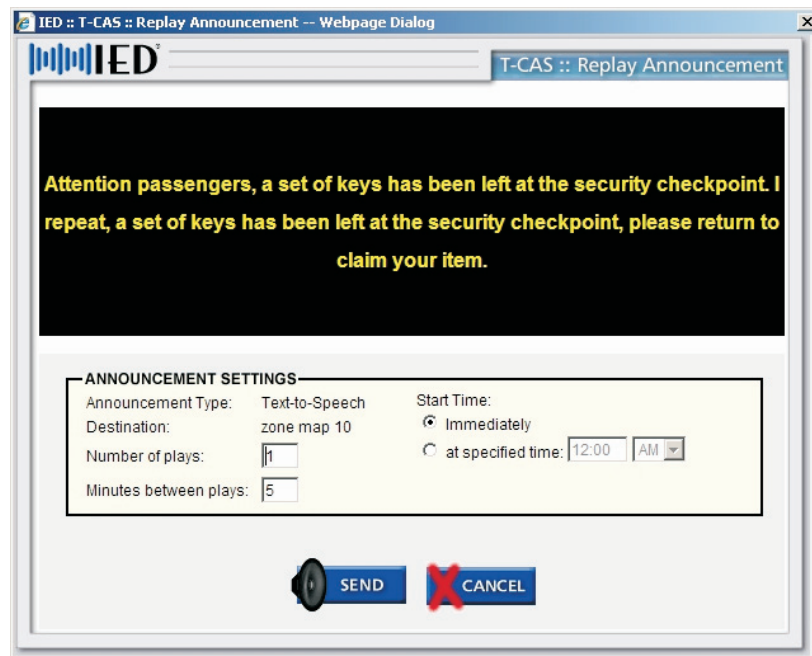 IED :: T-CAS :: Replay Announcement -- Webpage Dialog
IED
T-CAS :: Replay Announcement
Attention passengers, a set of keys has been left at the security checkpoint. I
repeat, a set of keys has been left at the security checkpoint, please return to
claim your item.
ANNOUNCEMENT SETTINGS
Announcement Type: Text-to-Speech
Destination: zone map 10
Number of plays: 1
Minutes between plays: 5
Start Time:
Immediately
at specified time: 12:00 AM
SEND
CANCEL